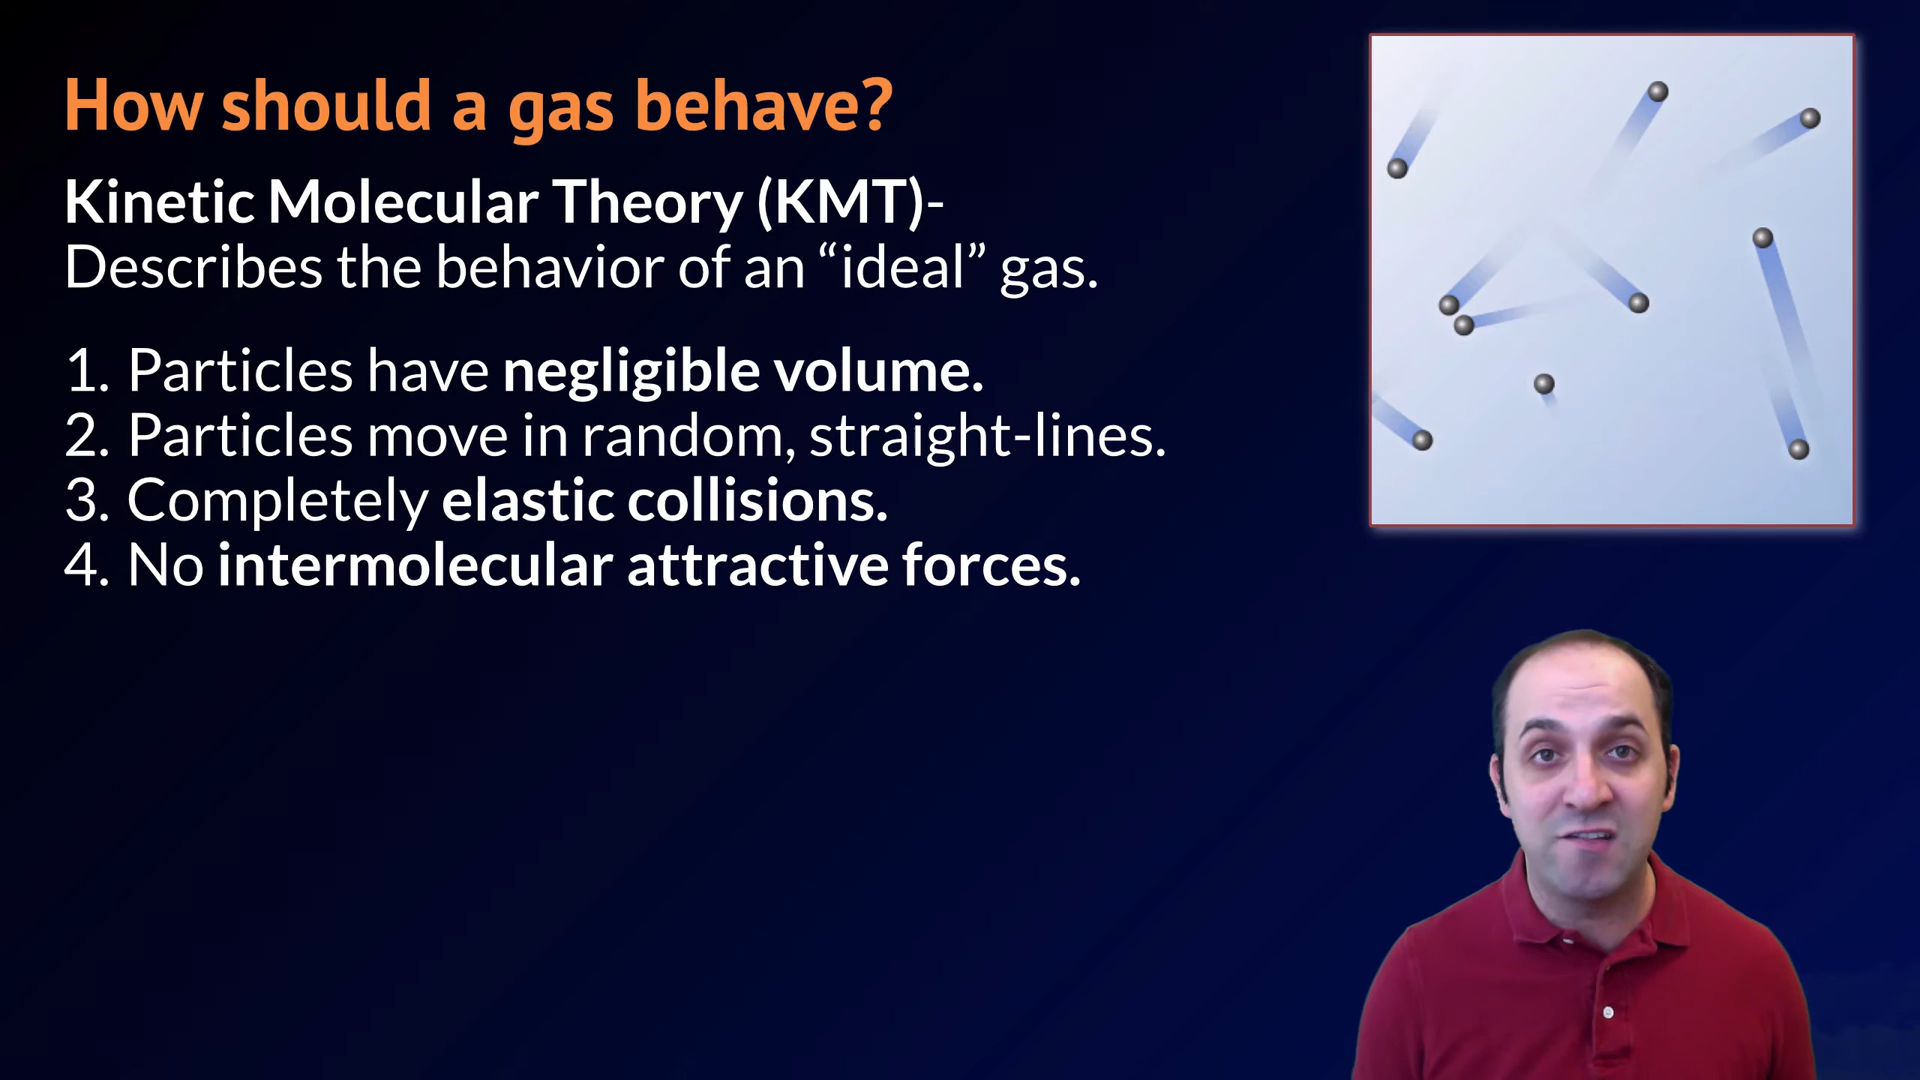 How should a gas behave?
Kinetic Molecular Theory (KMT)-
Describes the behavior of an “ideal” gas.
1. Particles have negligible volume.
2. Particles move in random, straight-lines.
3. Completely elastic collisions.
4. No intermolecular attractive forces.